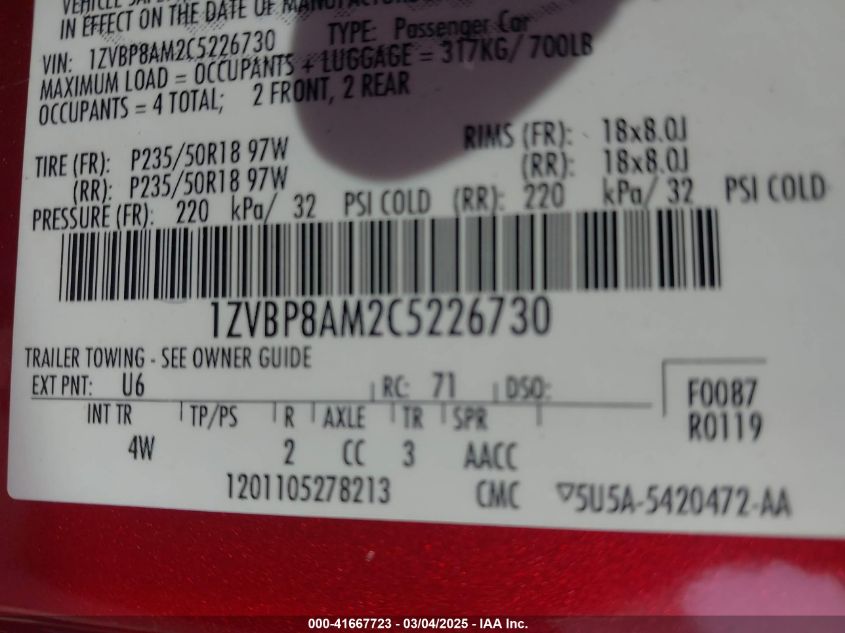 VEHICLE
IN EFFECT ON THE DATE OF MANUFACTURE
VIN: 1ZVBP8AM2C5226730 TYPE: Passenger Car
MAXIMUM LOAD = OCCUPANTS + LUGGAGE = 317KG/ 700LB
OCCUPANTS = 4 TOTAL; 2 FRONT, 2 REAR
TIRE (FR): P235/50R18 97W RIMS (FR): 18x8.0J
(RR): P235/50R18 97W (RR): 18x8.0J
PRESSURE (FR): 220 kPa/ 32 PSI COLD (RR): 220 kPa/ 32 PSI COLD
1ZVBP8AM2C5226730
TRAILER TOWING - SEE OWNER GUIDE
EXT PNT: U6 RC: 71 DSO: F0087
INT TR TP/PS R AXLE TR SPR R0119
4W 2 CC 3 AACC
1201105278213 CMC ▽5U5A-5420472-AA
000-41667723 - 03/04/2025 - IAA Inc.